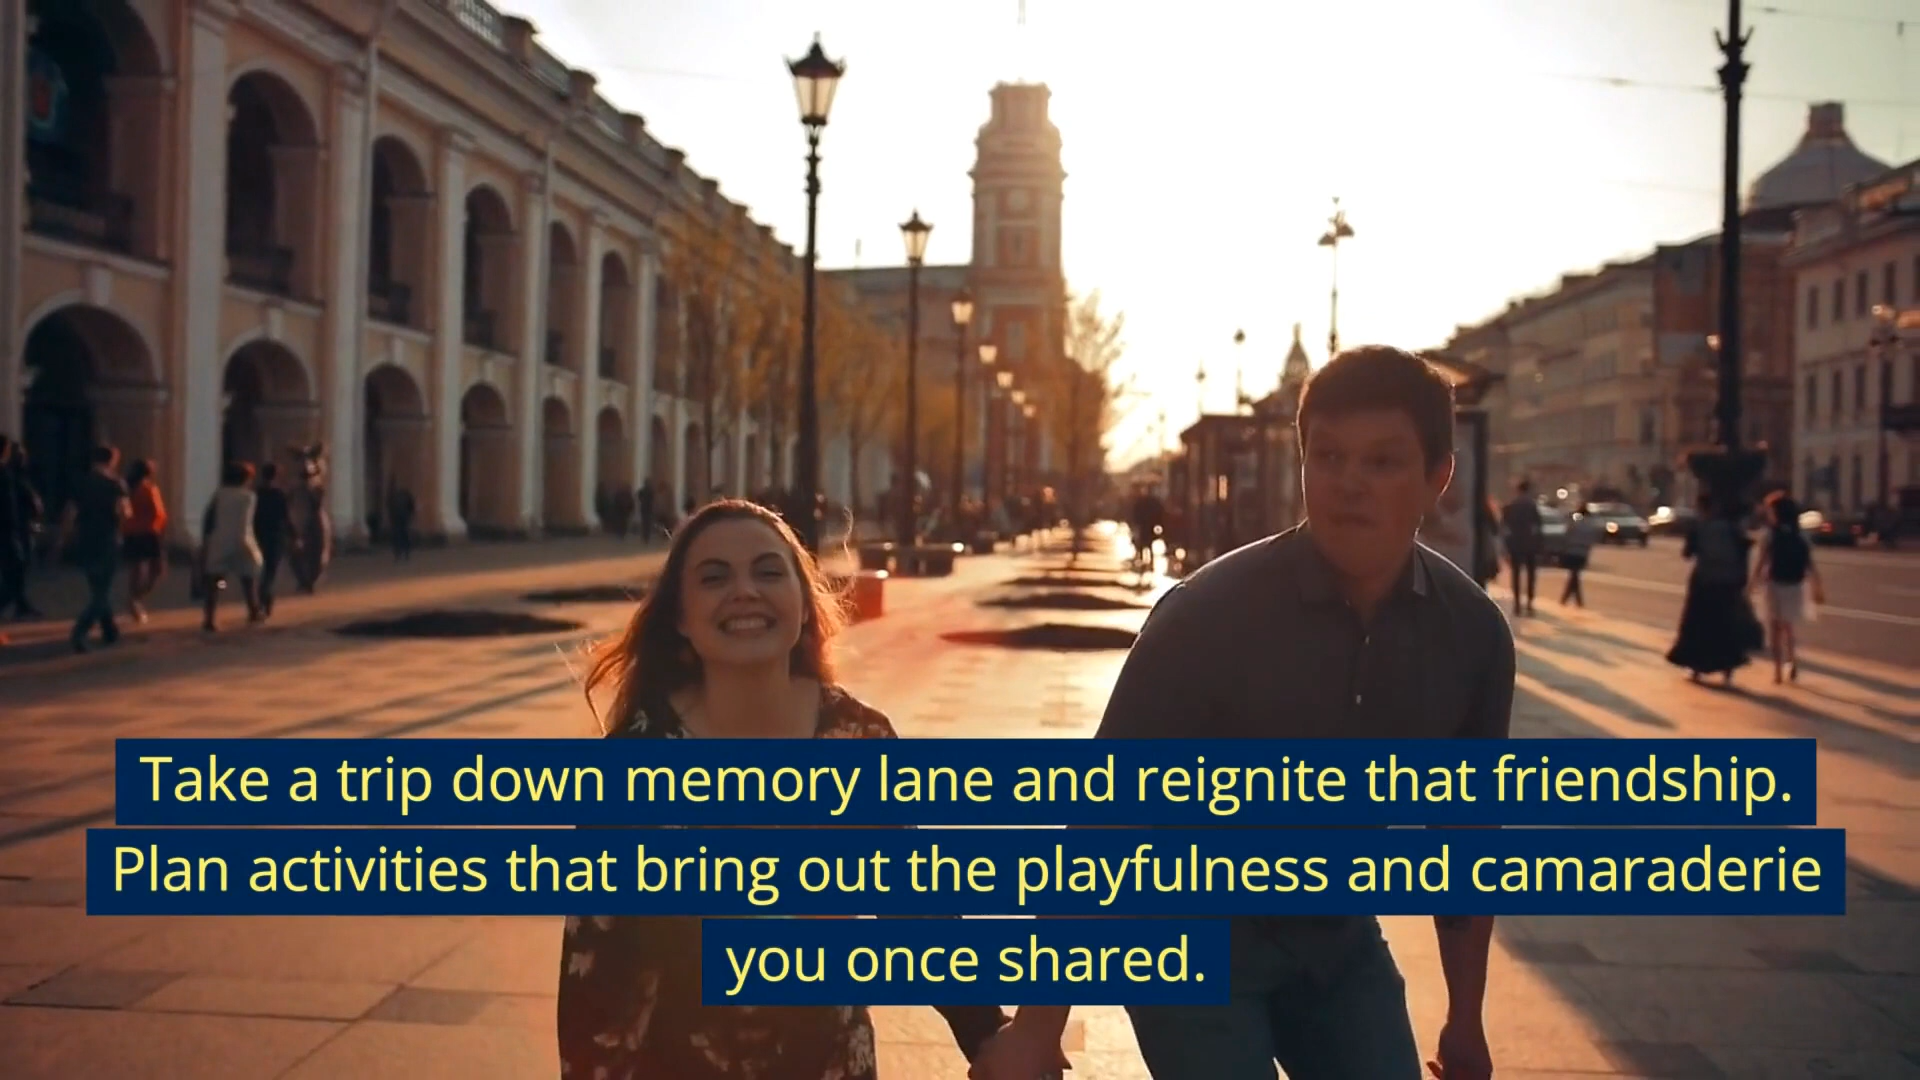 Take a trip down memory lane and reignite that friendship.
Plan activities that bring out the playfulness and camaraderie
you once shared.